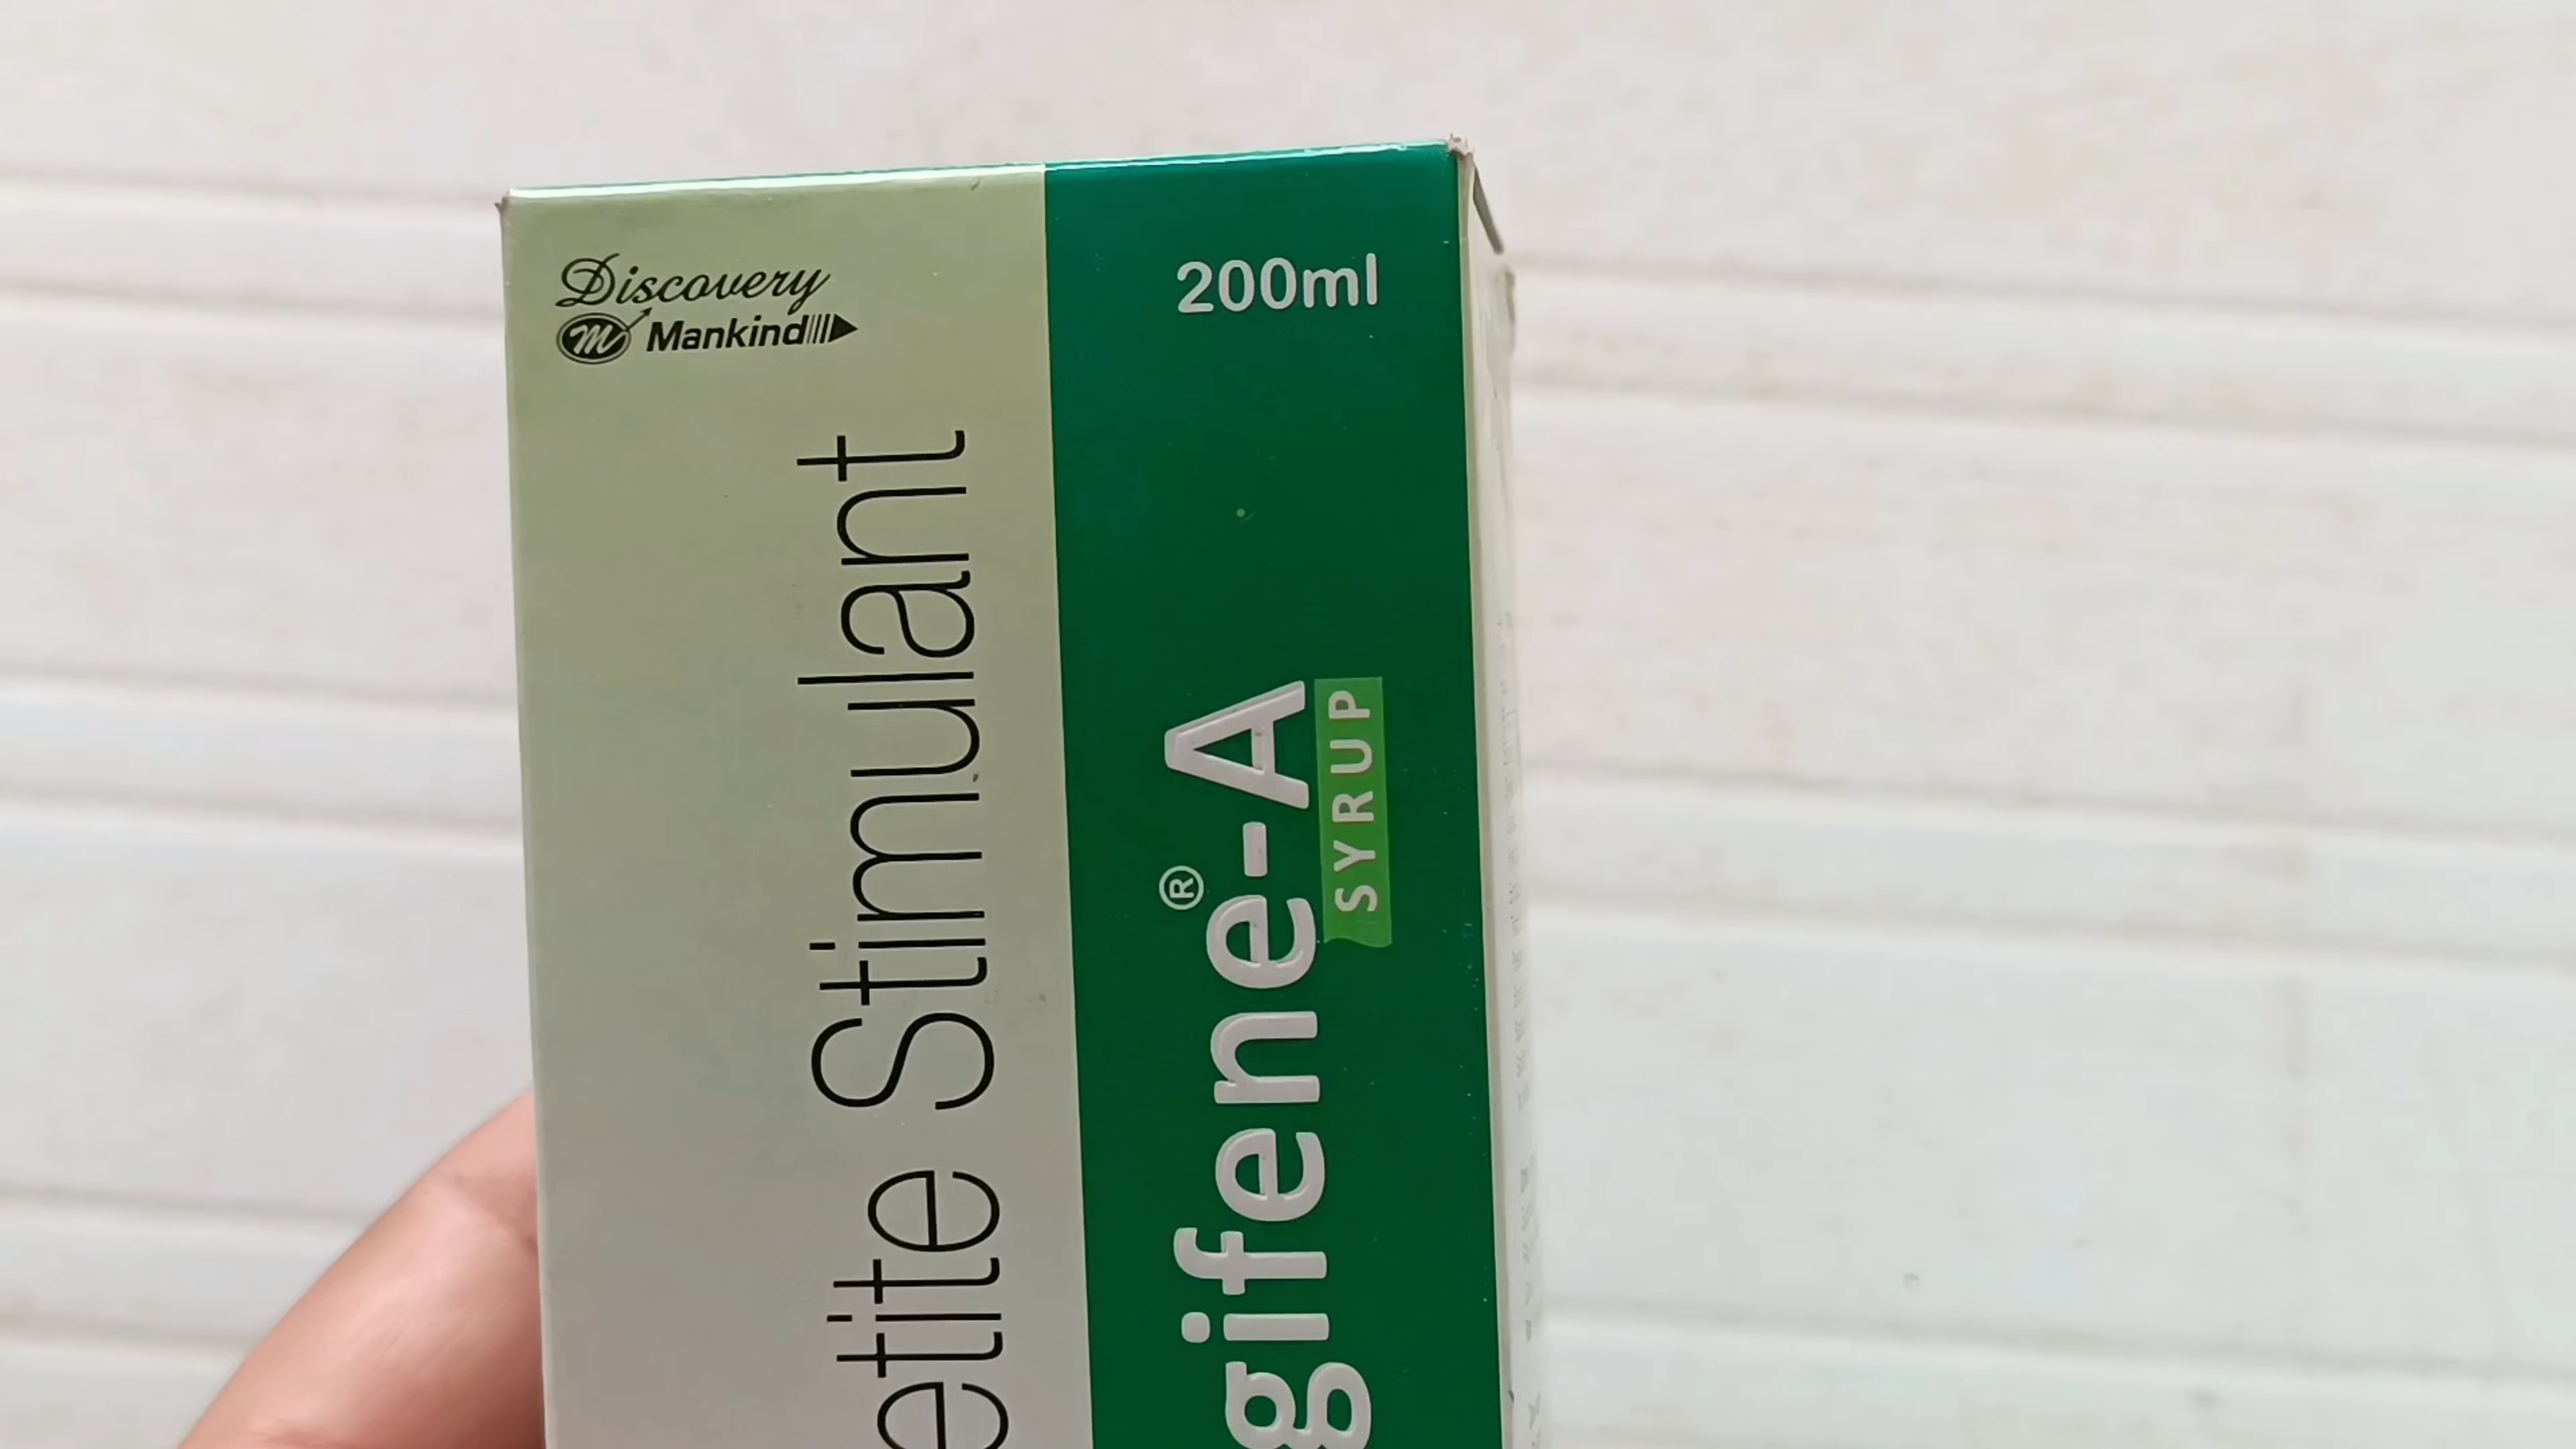 Discovery
M Mankind
200ml
etite Stimulant
gifene-A®
SYRUP